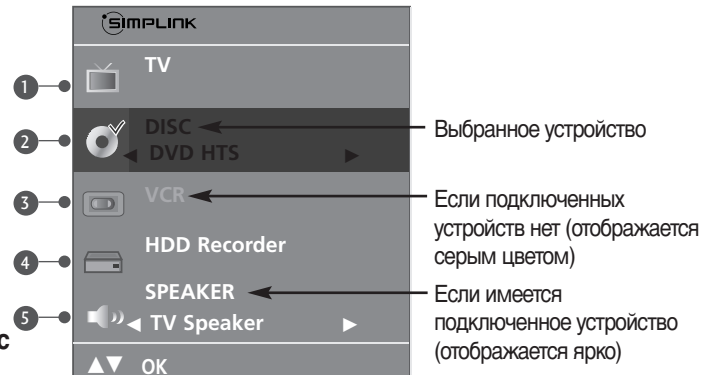 SIMPLINK
1
TV
2
DISC
DVD HTS
Выбранное устройство
3
VCR
Если подключенных
устройств нет (отображается
серым цветом)
4
HDD Recorder
SPEAKER
Если имеется
подключенное устройство
(отображается ярко)
5
TV Speaker
с
OK